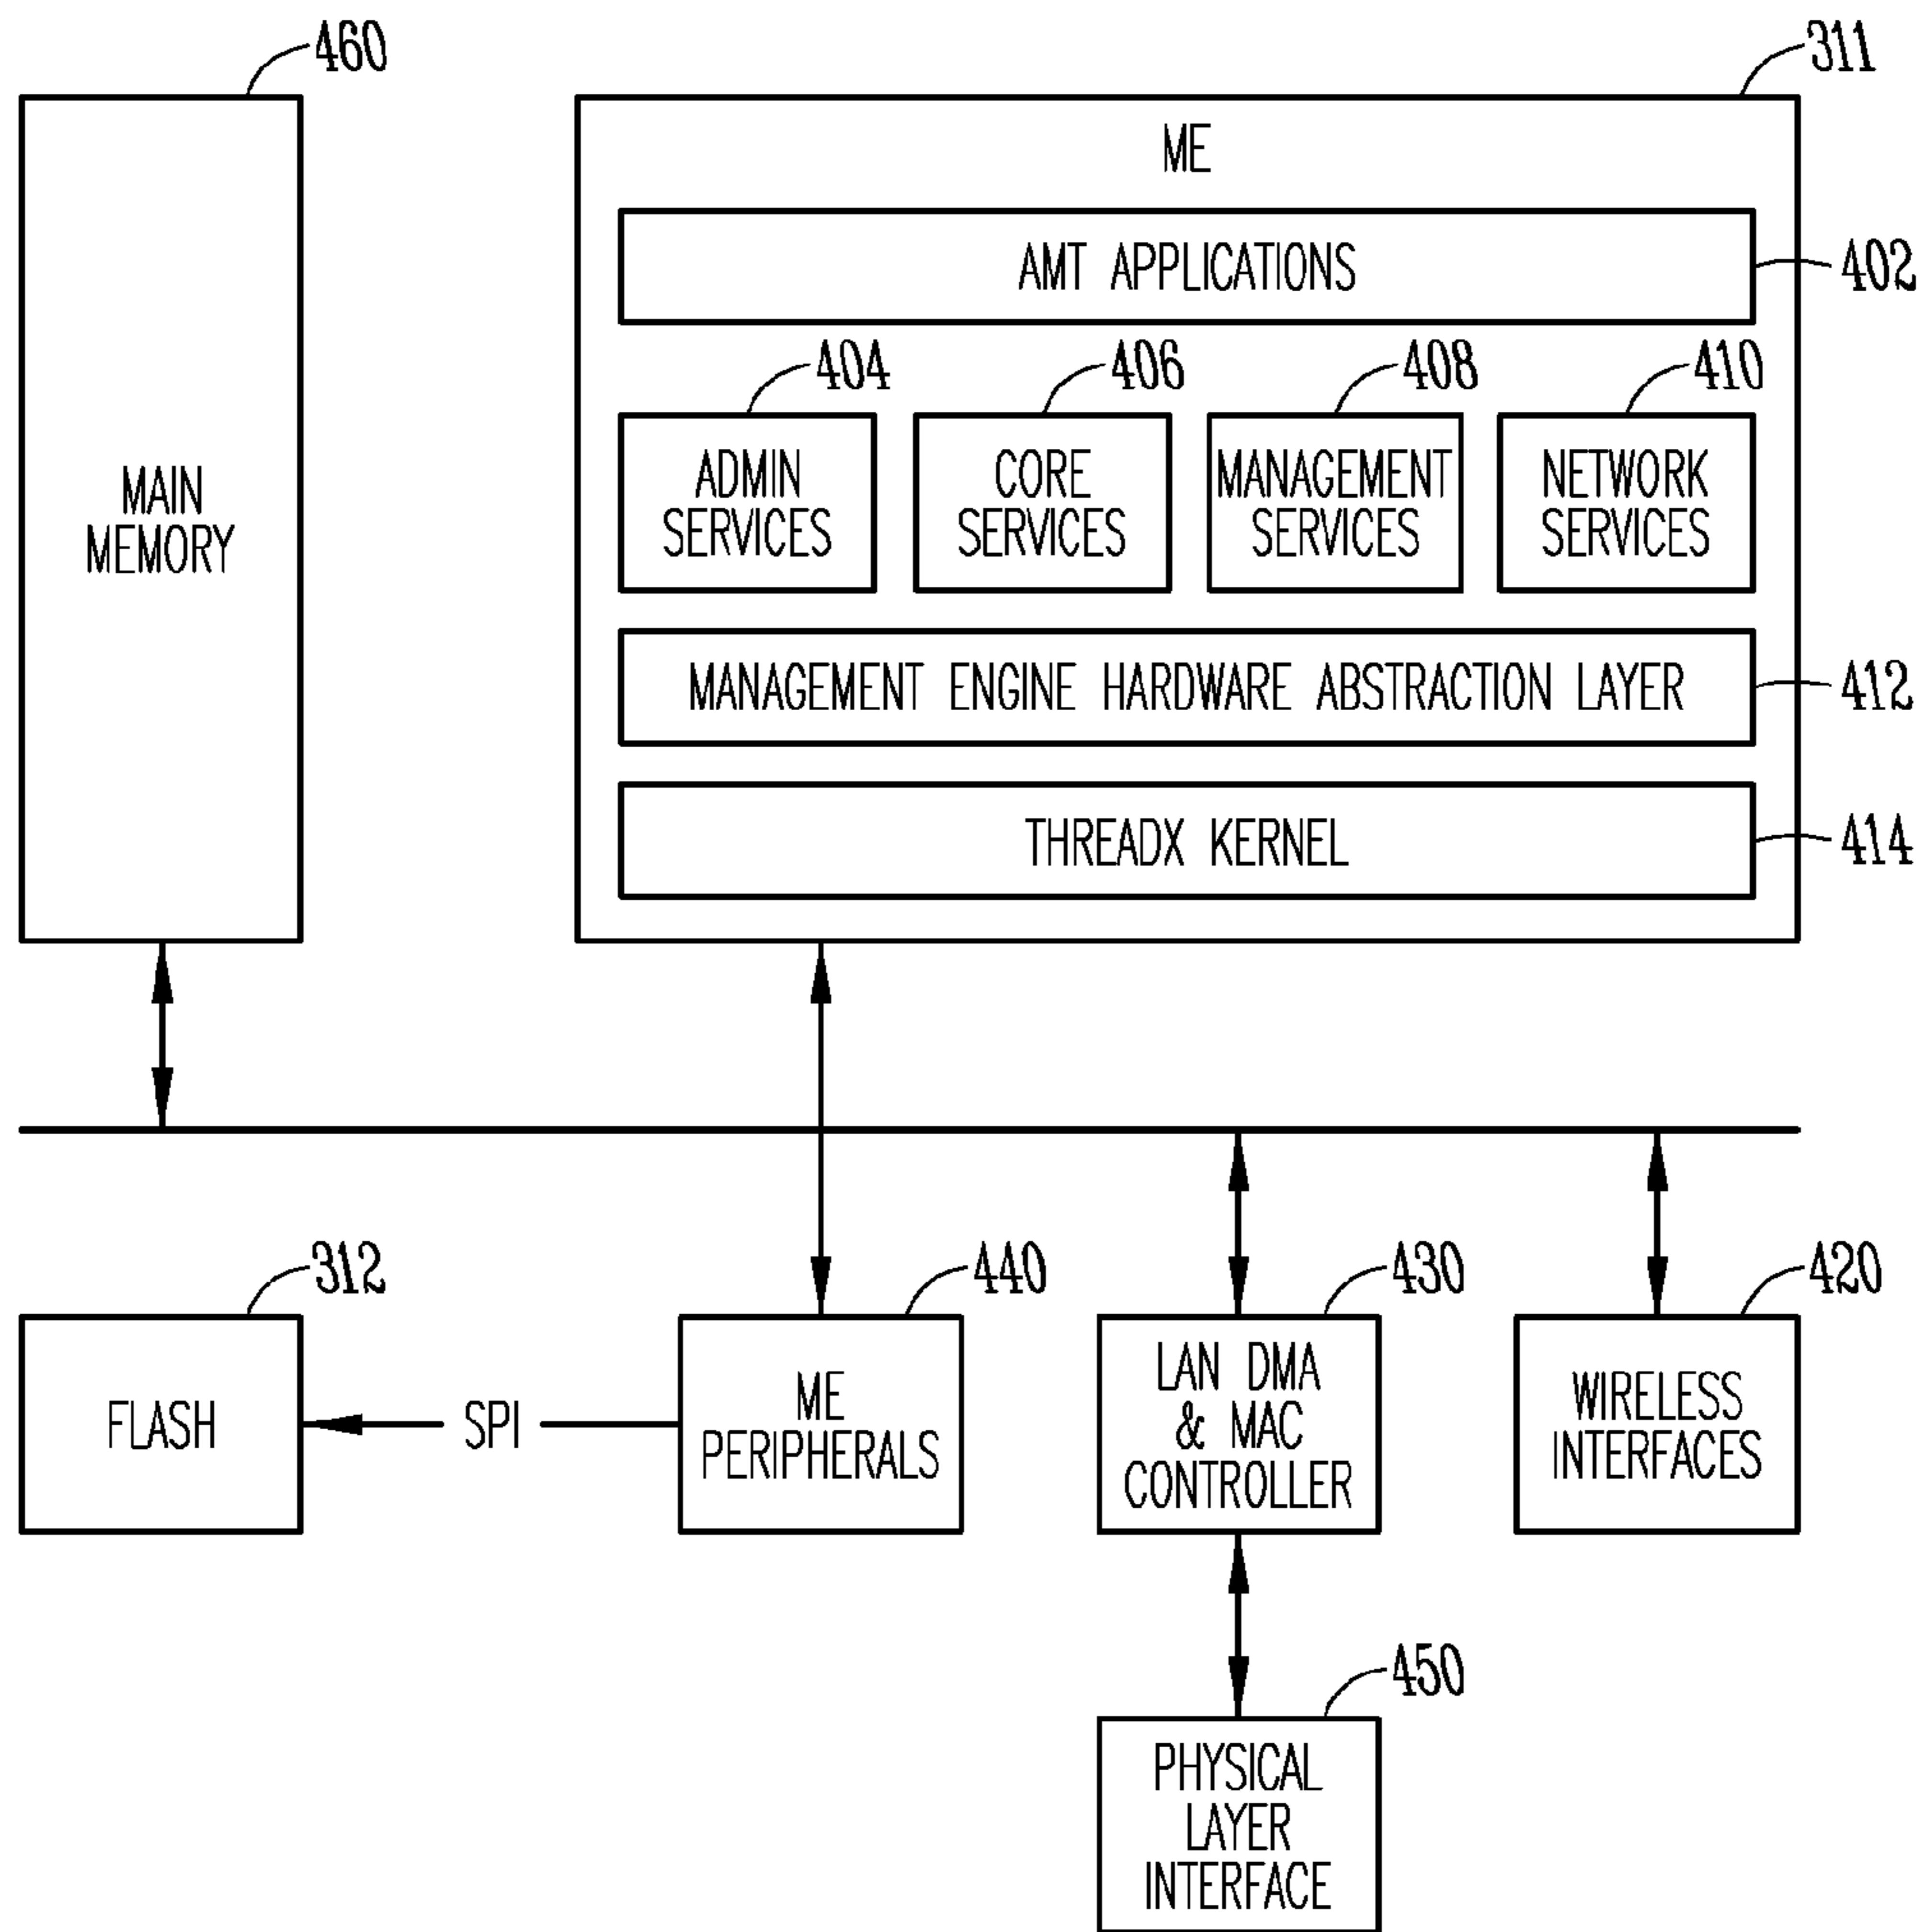 460
311
ME
AMT APPLICATIONS
402
404
406
408
410
MAIN
MEMORY
ADMIN
SERVICES
CORE
SERVICES
MANAGEMENT
SERVICES
NETWORK
SERVICES
MANAGEMENT ENGINE HARDWARE ABSTRACTION LAYER
412
THREADX KERNEL
414
312
440
430
420
FLASH
SPI
ME
PERIPHERALS
LAN DMA
& MAC
CONTROLLER
WIRELESS
INTERFACES
450
PHYSICAL
LAYER
INTERFACE